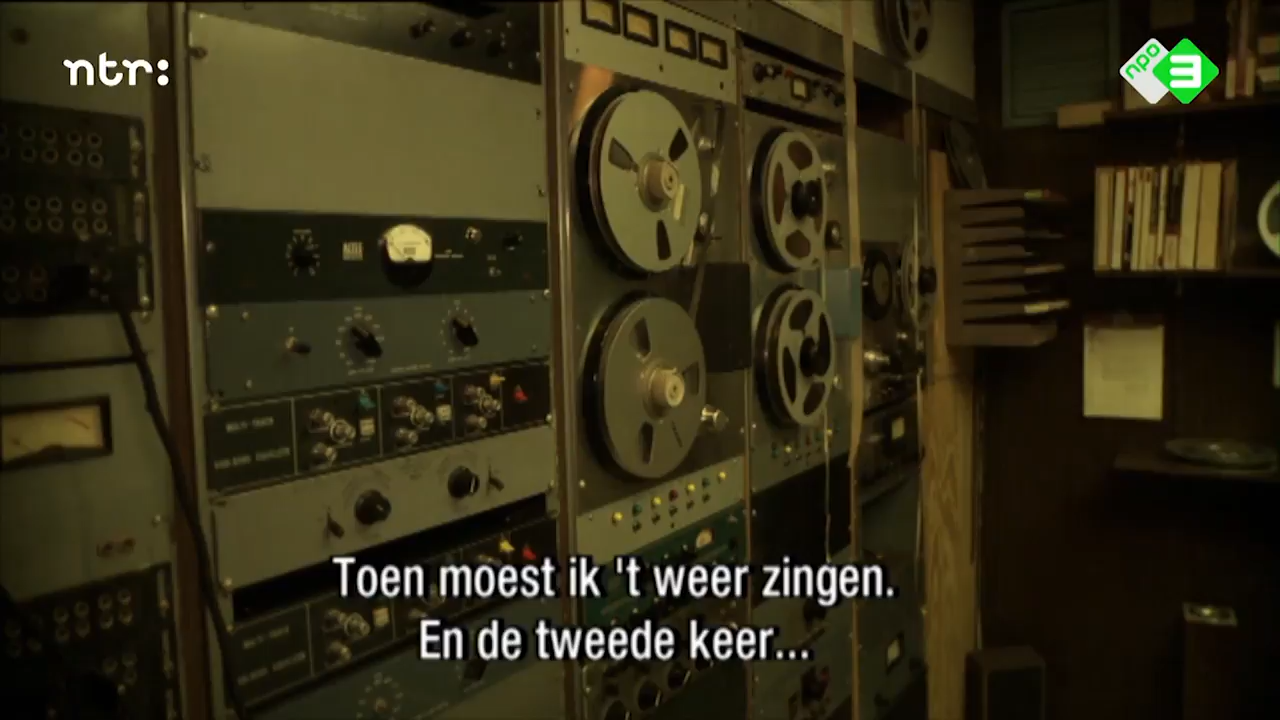 ntr:
npo 3
Toen moest ik 't weer zingen.
En de tweede keer...